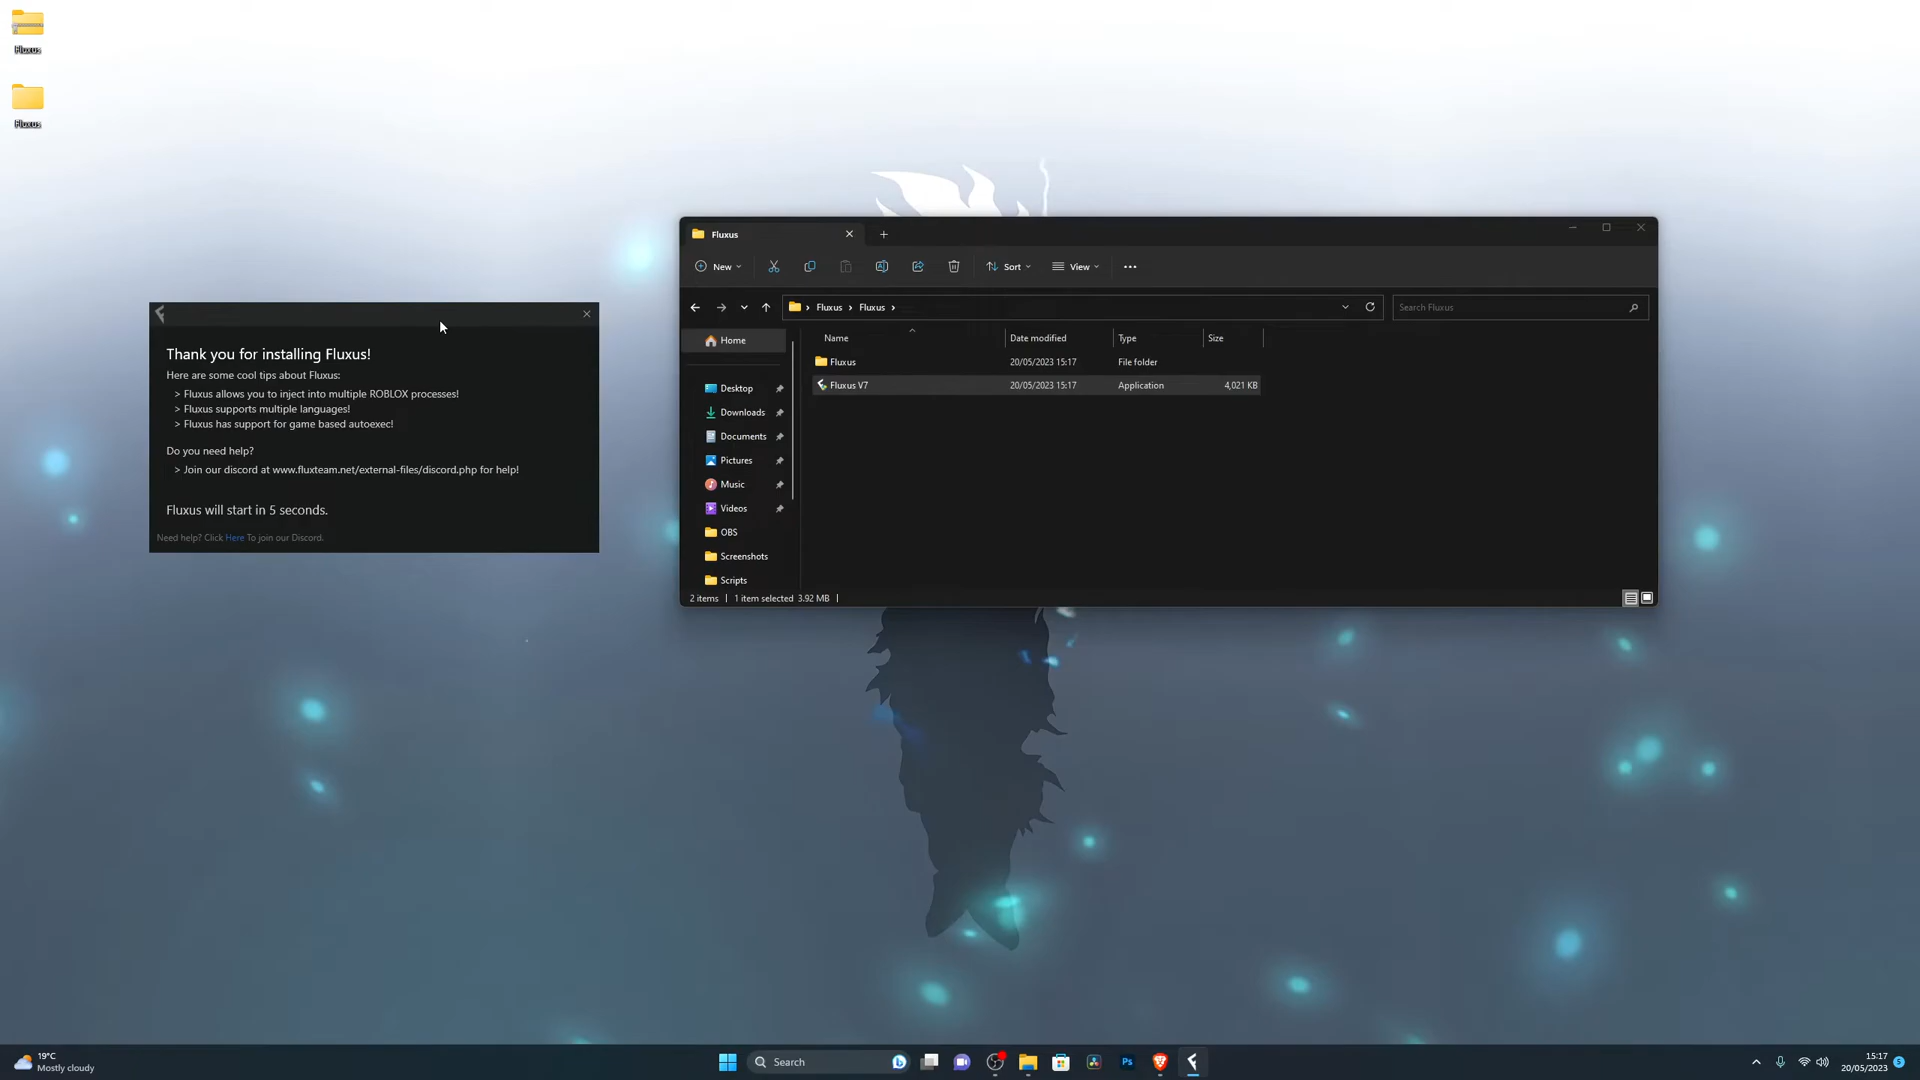 Fluxus
Fluxus
Thank you for installing Fluxus!
Here are some cool tips about Fluxus:
> Fluxus allows you to inject into multiple ROBLOX processes!
> Fluxus supports multiple languages!
> Fluxus has support for game based autoexec!
Do you need help?
> Join our discord at www.fluxteam.net/external-files/discord.php for help!
Fluxus will start in 5 seconds.
Need help? Click Here To join our Discord.
Fluxus
New
Sort
View
Fluxus > Fluxus >
Search Fluxus
Home
Desktop
Downloads
Documents
Pictures
Music
Videos
OBS
Screenshots
Scripts
Name Date modified Type Size
Fluxus 20/05/2023 15:17 File folder
Fluxus V7 20/05/2023 15:17 Application 4,021 KB
2 items 1 item selected 3.92 MB
19°C
Mostly cloudy
Search
Ps
15:17
20/05/2023
5